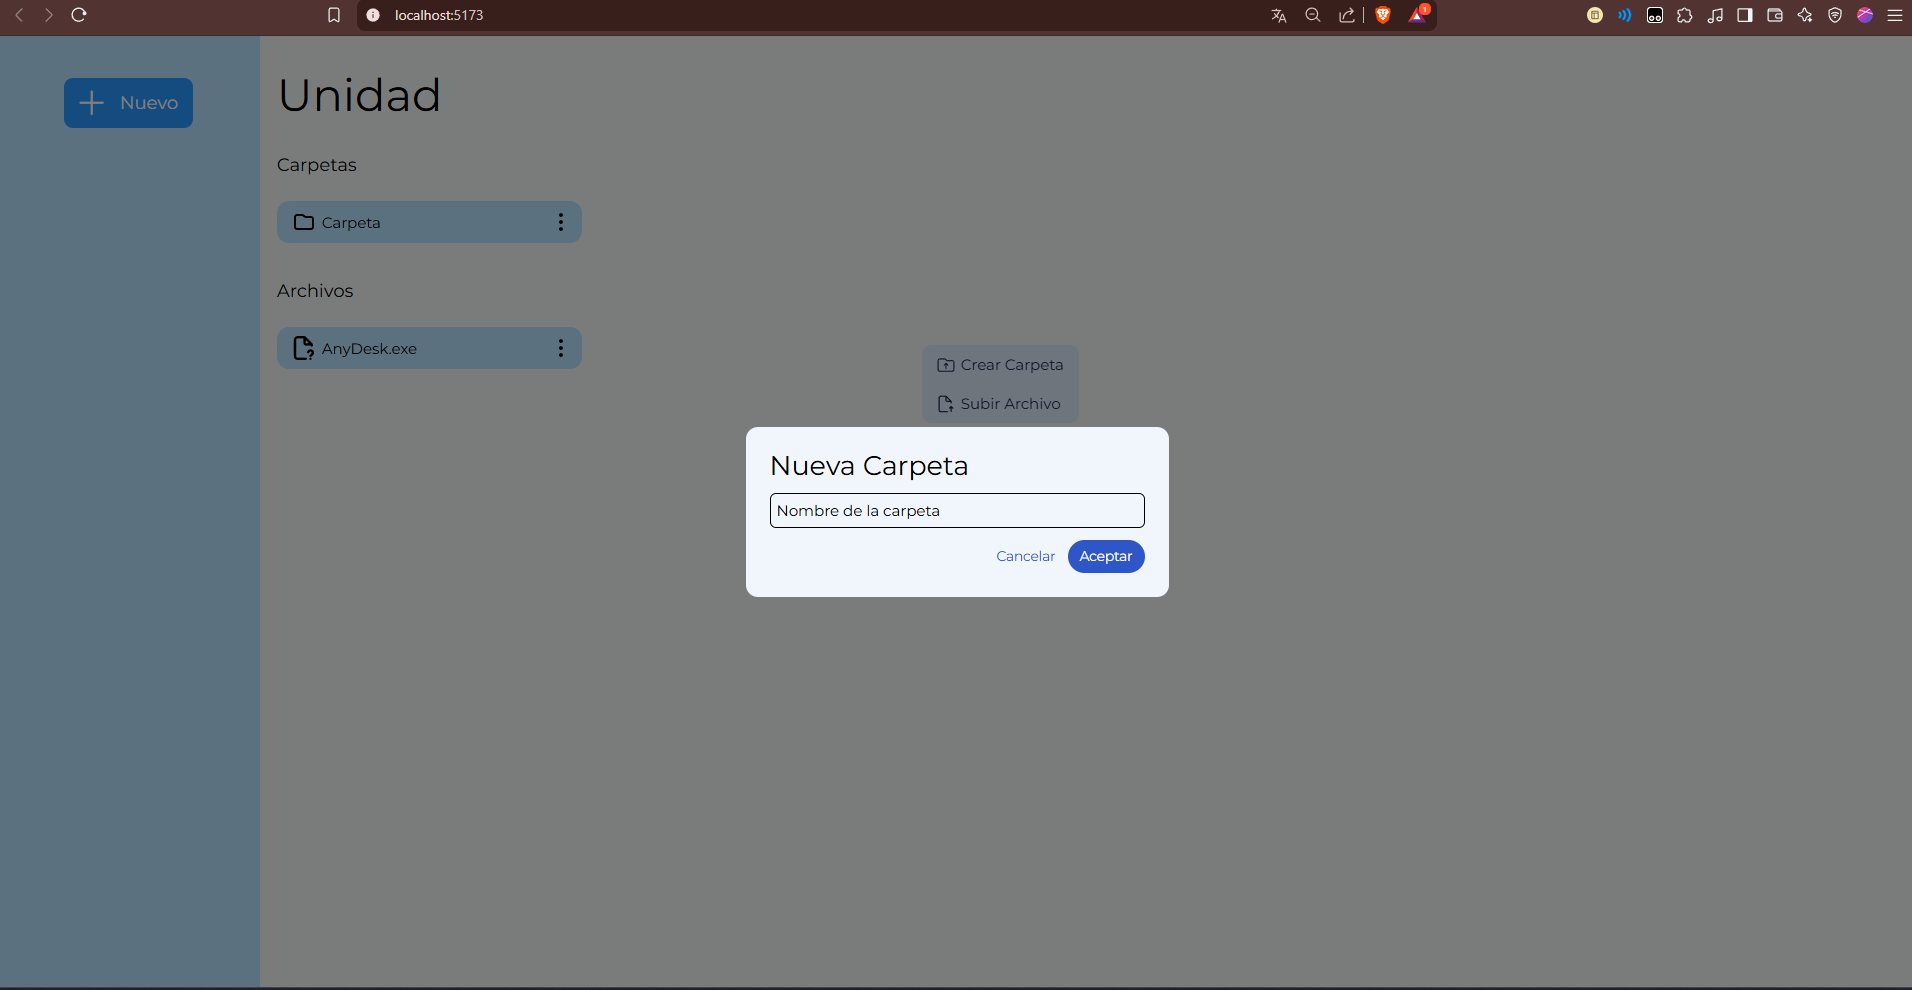 localhost:5173
1
Nuevo
Unidad
Carpetas
Carpeta
Archivos
AnyDesk.exe
Crear Carpeta
Subir Archivo
Nueva Carpeta
Nombre de la carpeta
Cancelar
Aceptar